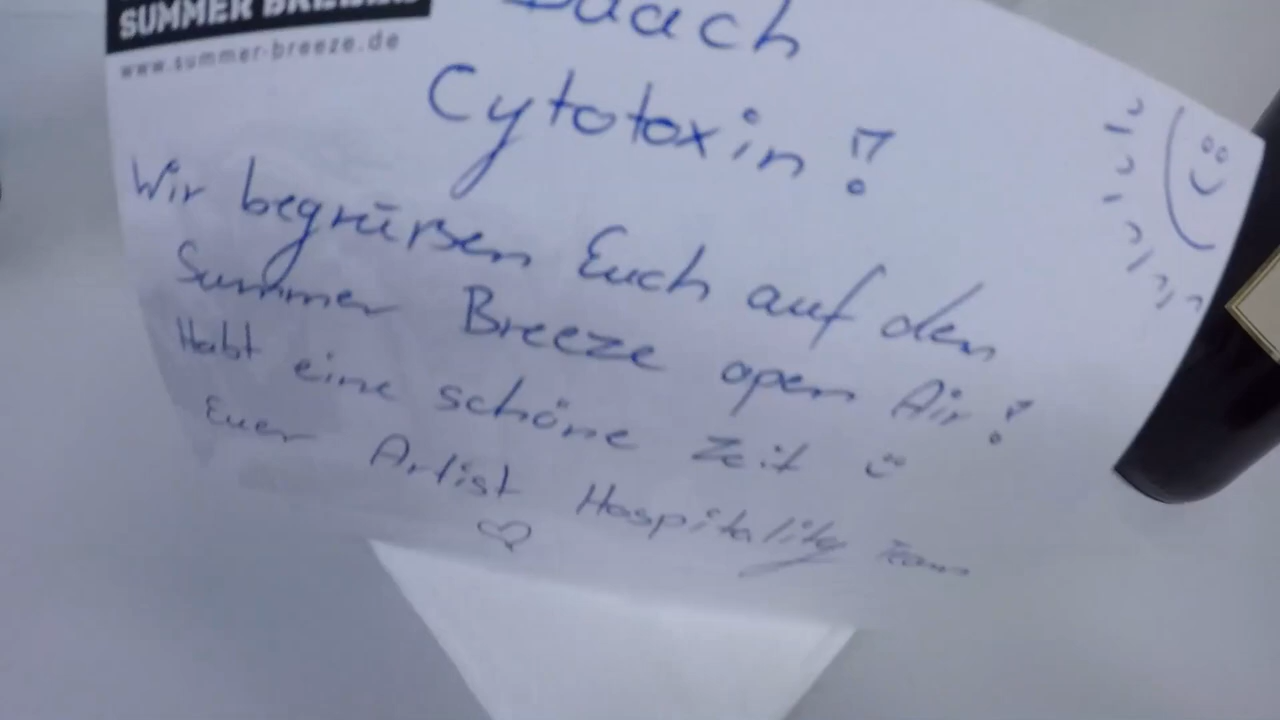 SUMMER BREEZE
www.summer-breeze.de
Cytotoxin!
Wir begrüßen Euch auf den
Summer Breeze open Air!
Habt eine schöne Zeit
Euer Artist Hospitality Team